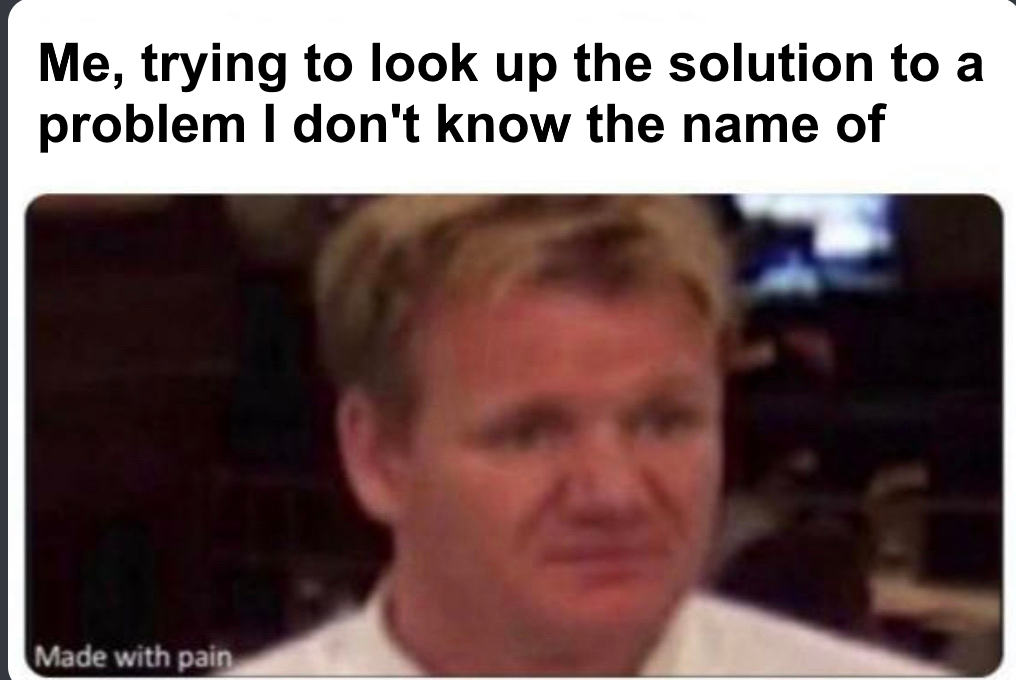 Me, trying to look up the solution to a
problem I don't know the name of
Made with pain